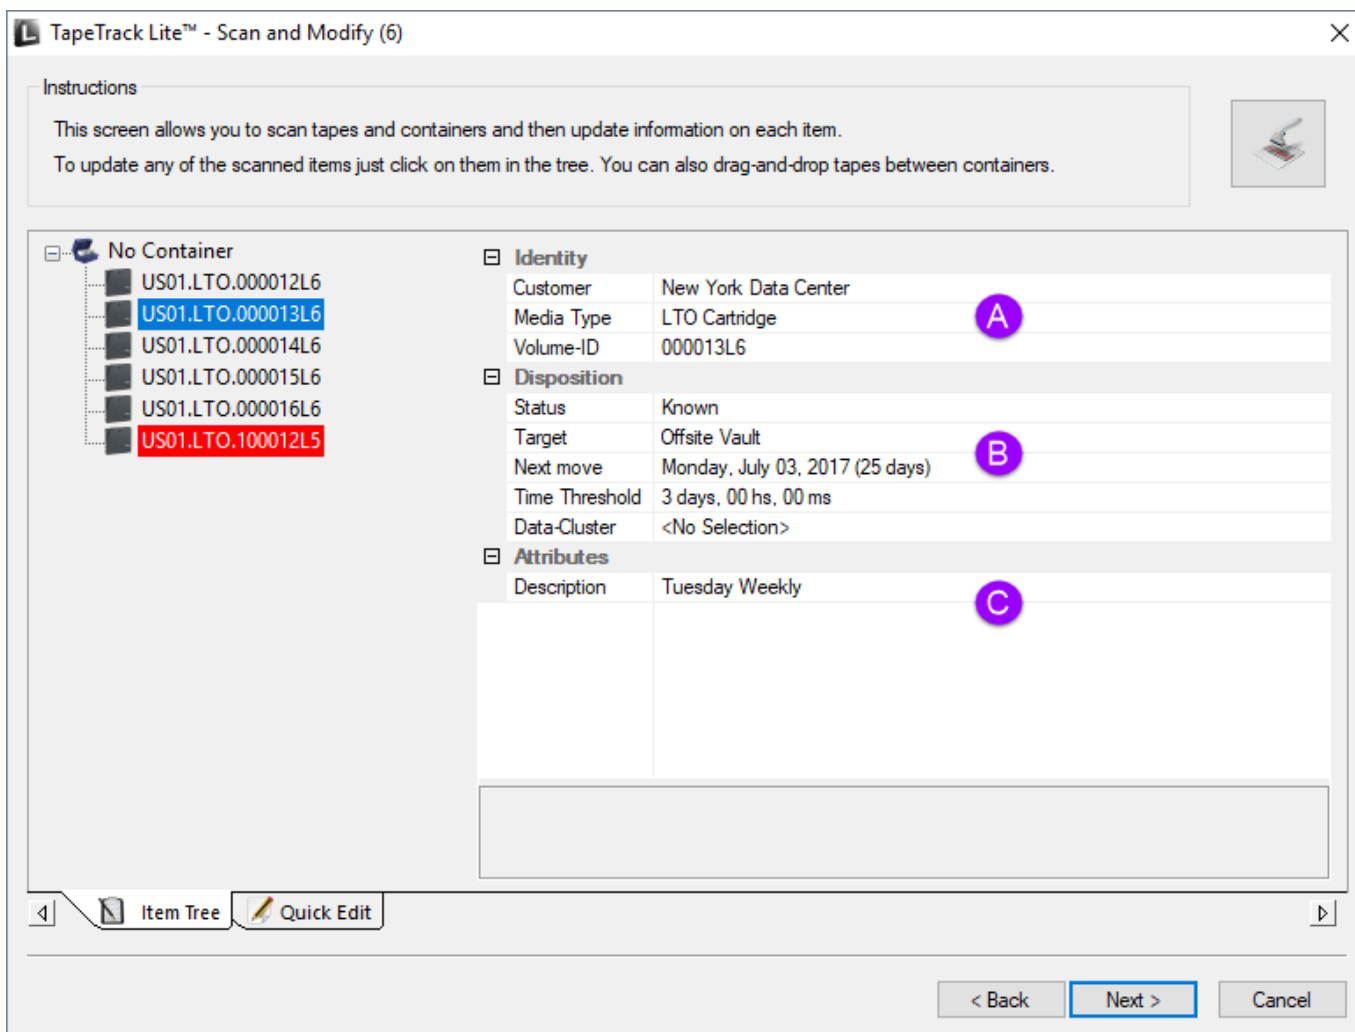 TapeTrack Lite™ - Scan and Modify (6)
Instructions
This screen allows you to scan tapes and containers and then update information on each item.
To update any of the scanned items just click on them in the tree. You can also drag-and-drop tapes between containers.
No Container
US01.LTO.000012L6
US01.LTO.000013L6
US01.LTO.000014L6
US01.LTO.000015L6
US01.LTO.000016L6
US01.LTO.100012L5
Identity
Customer New York Data Center
Media Type LTO Cartridge
A
Volume-ID 000013L6
Disposition
Status Known
Target Offsite Vault
B
Next move Monday, July 03, 2017 (25 days)
Time Threshold 3 days, 00 hs, 00 ms
Data-Cluster <No Selection>
Attributes
Description Tuesday Weekly
C
Item Tree
Quick Edit
< Back
Next >
Cancel